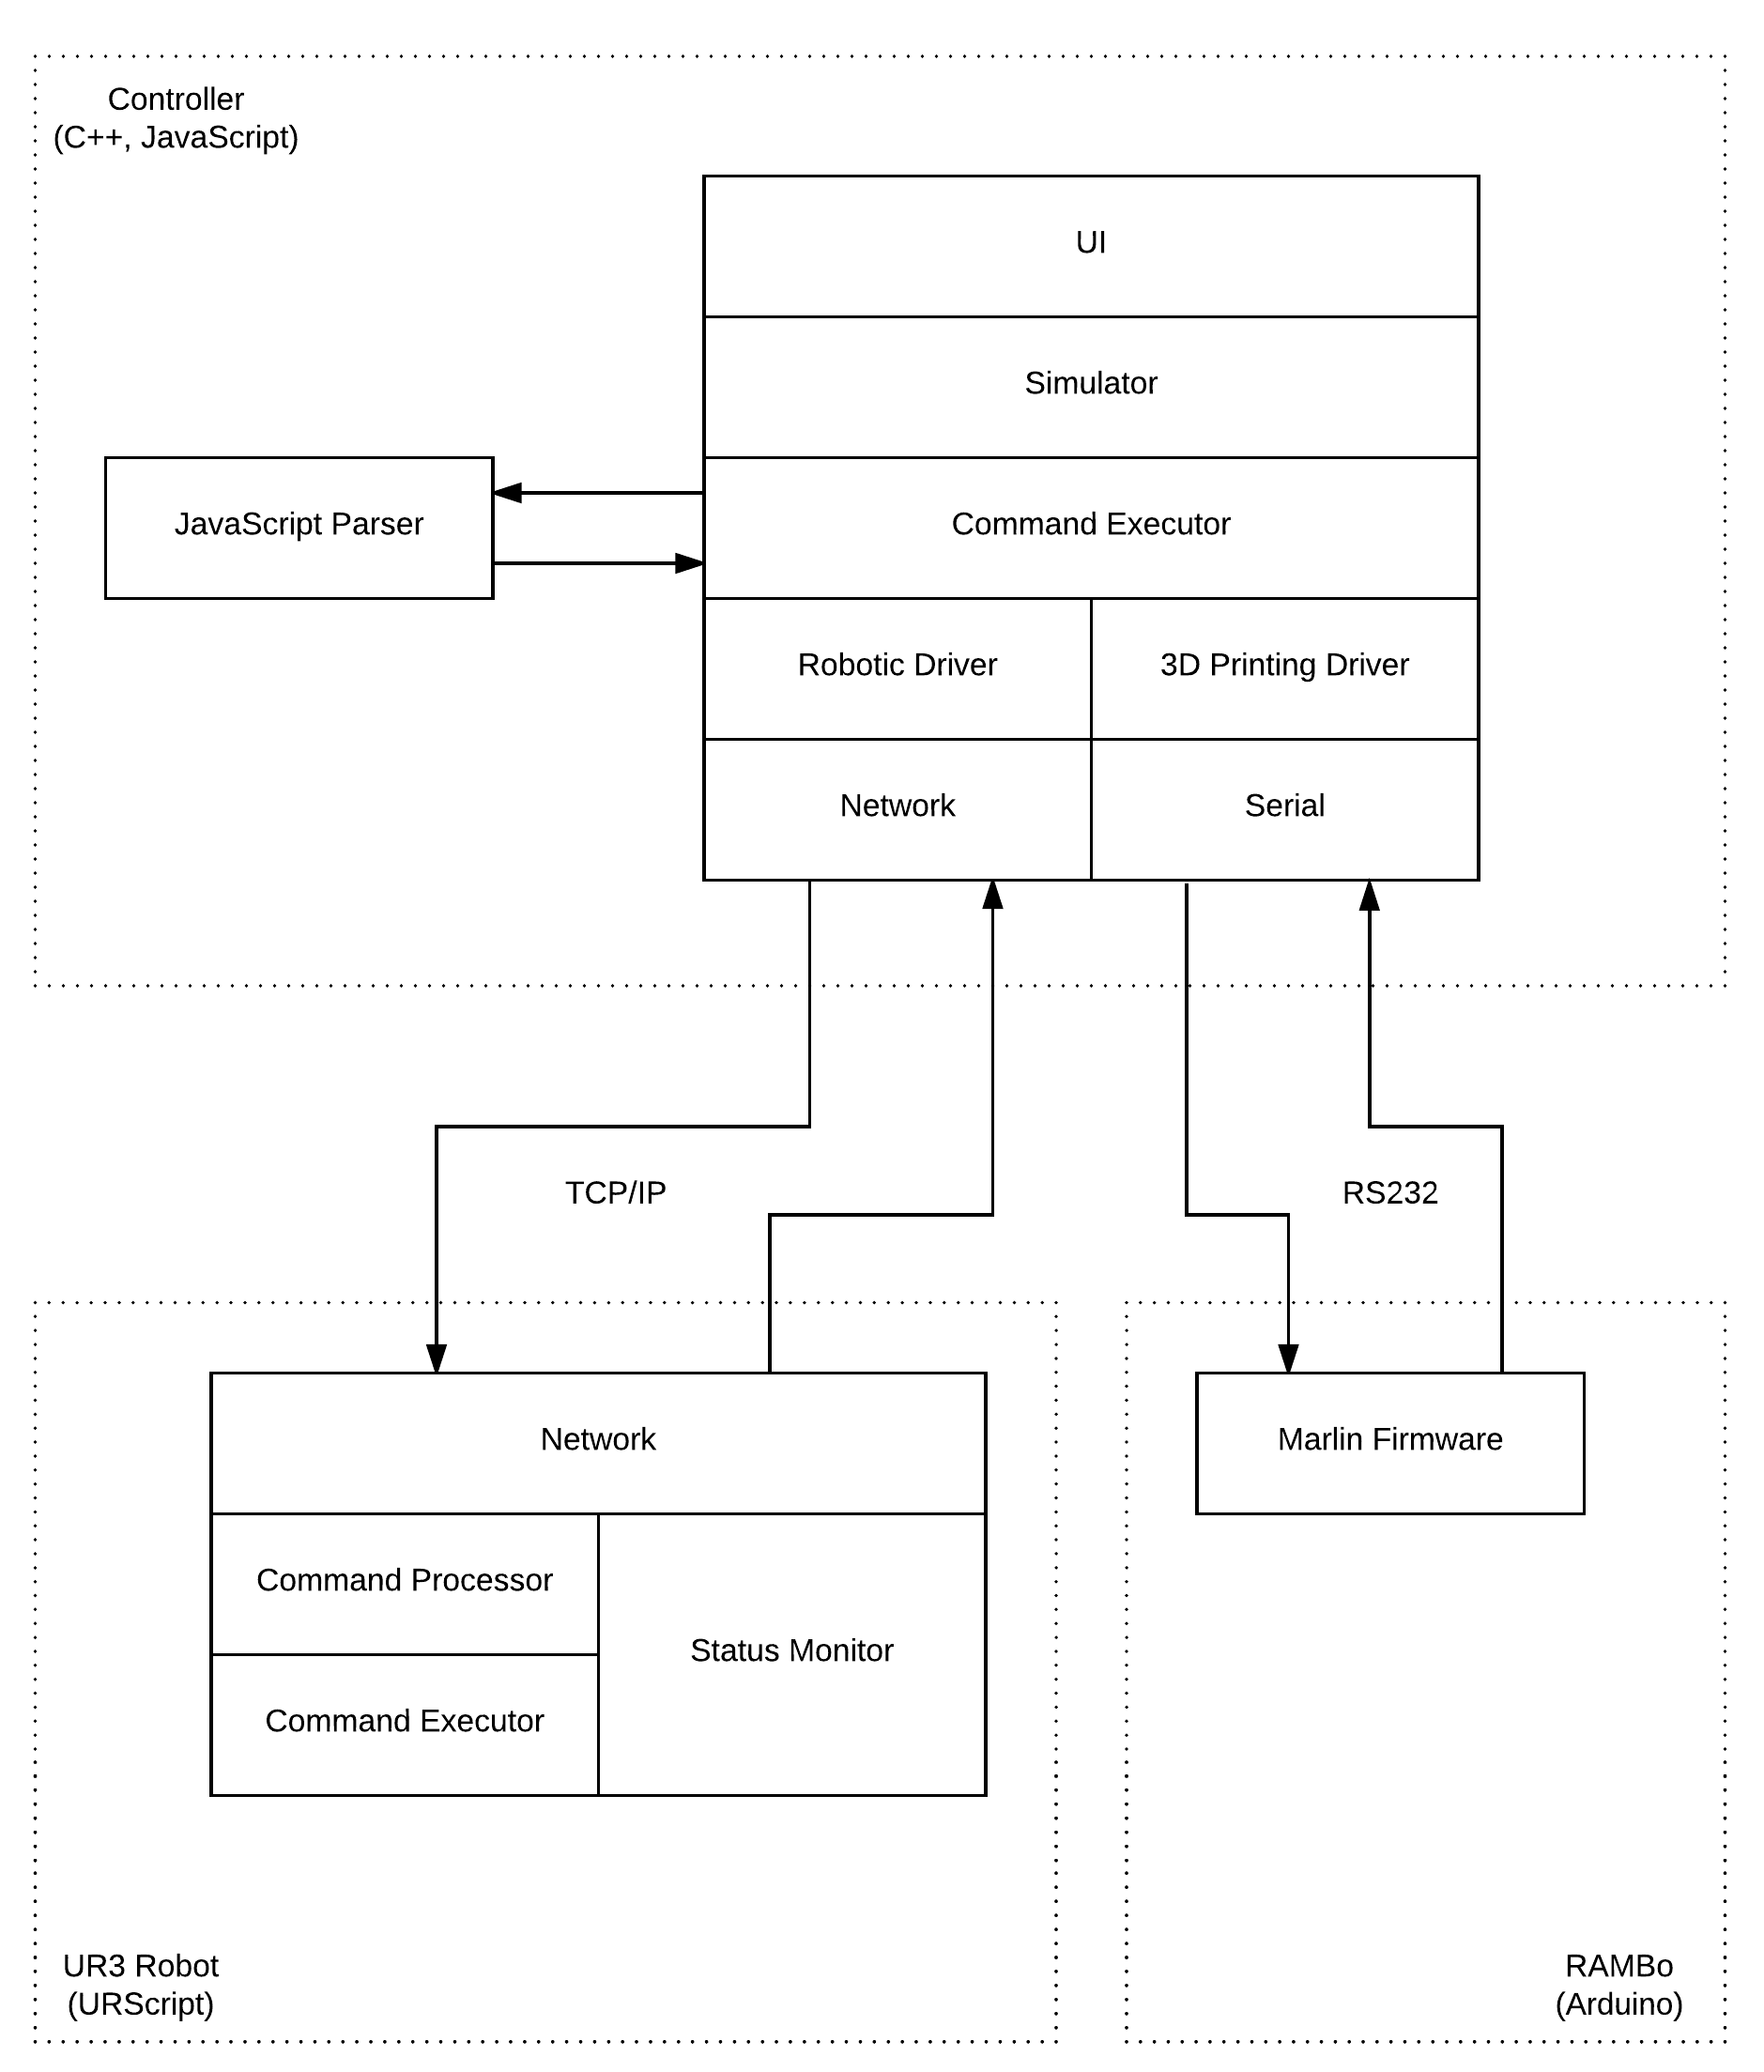 Controller
(C++, JavaScript)
UI
Simulator
JavaScript Parser
Command Executor
Robotic Driver
3D Printing Driver
Network
Serial
TCP/IP
RS232
Network
Marlin Firmware
Command Processor
Status Monitor
Command Executor
UR3 Robot
(URScript)
RAMBo
(Arduino)